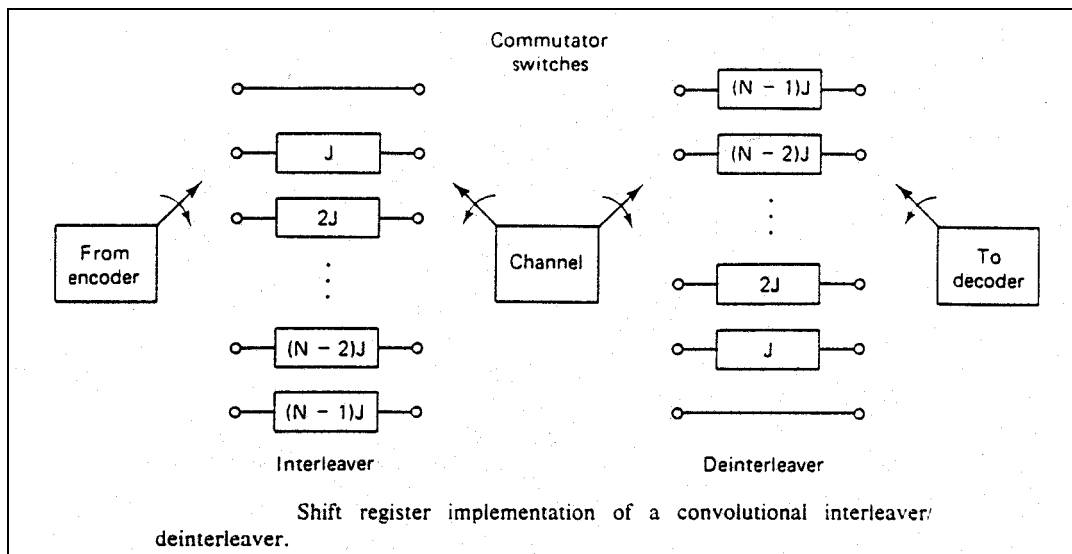 Commutator
switches
J
2J
(N - 2)J
(N - 1)J
From
encoder
Channel
(N - 1)J
(N - 2)J
2J
J
To
decoder
Interleaver
Deinterleaver
Shift register implementation of a convolutional interleaver/
deinterleaver.